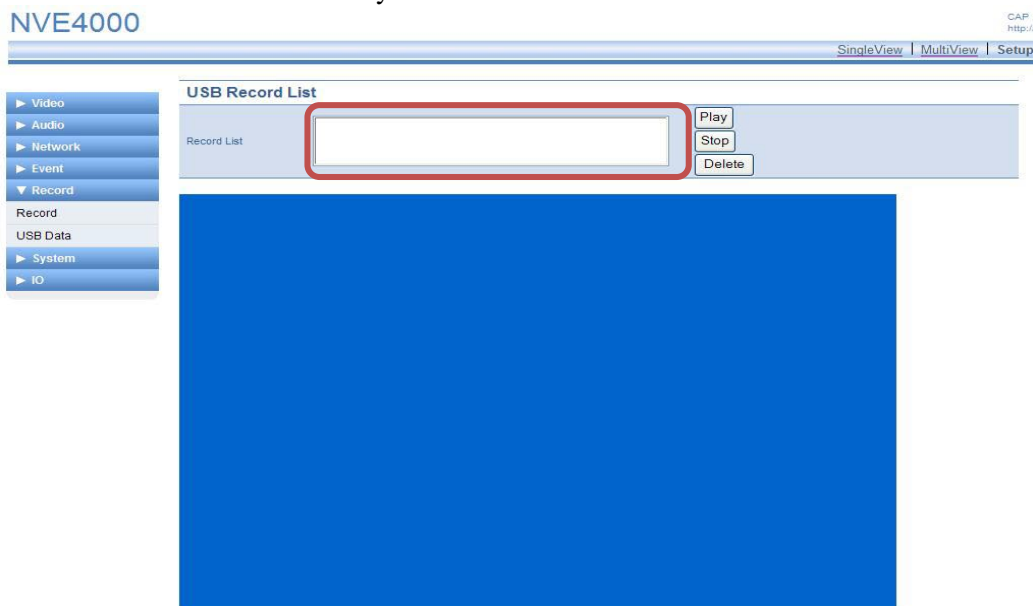 NVE4000
CAP
http:/
SingleView | MultiView | Setup
USB Record List
Record List
Play
Stop
Delete
► Video
► Audio
► Network
► Event
▼ Record
Record
USB Data
► System
► IO